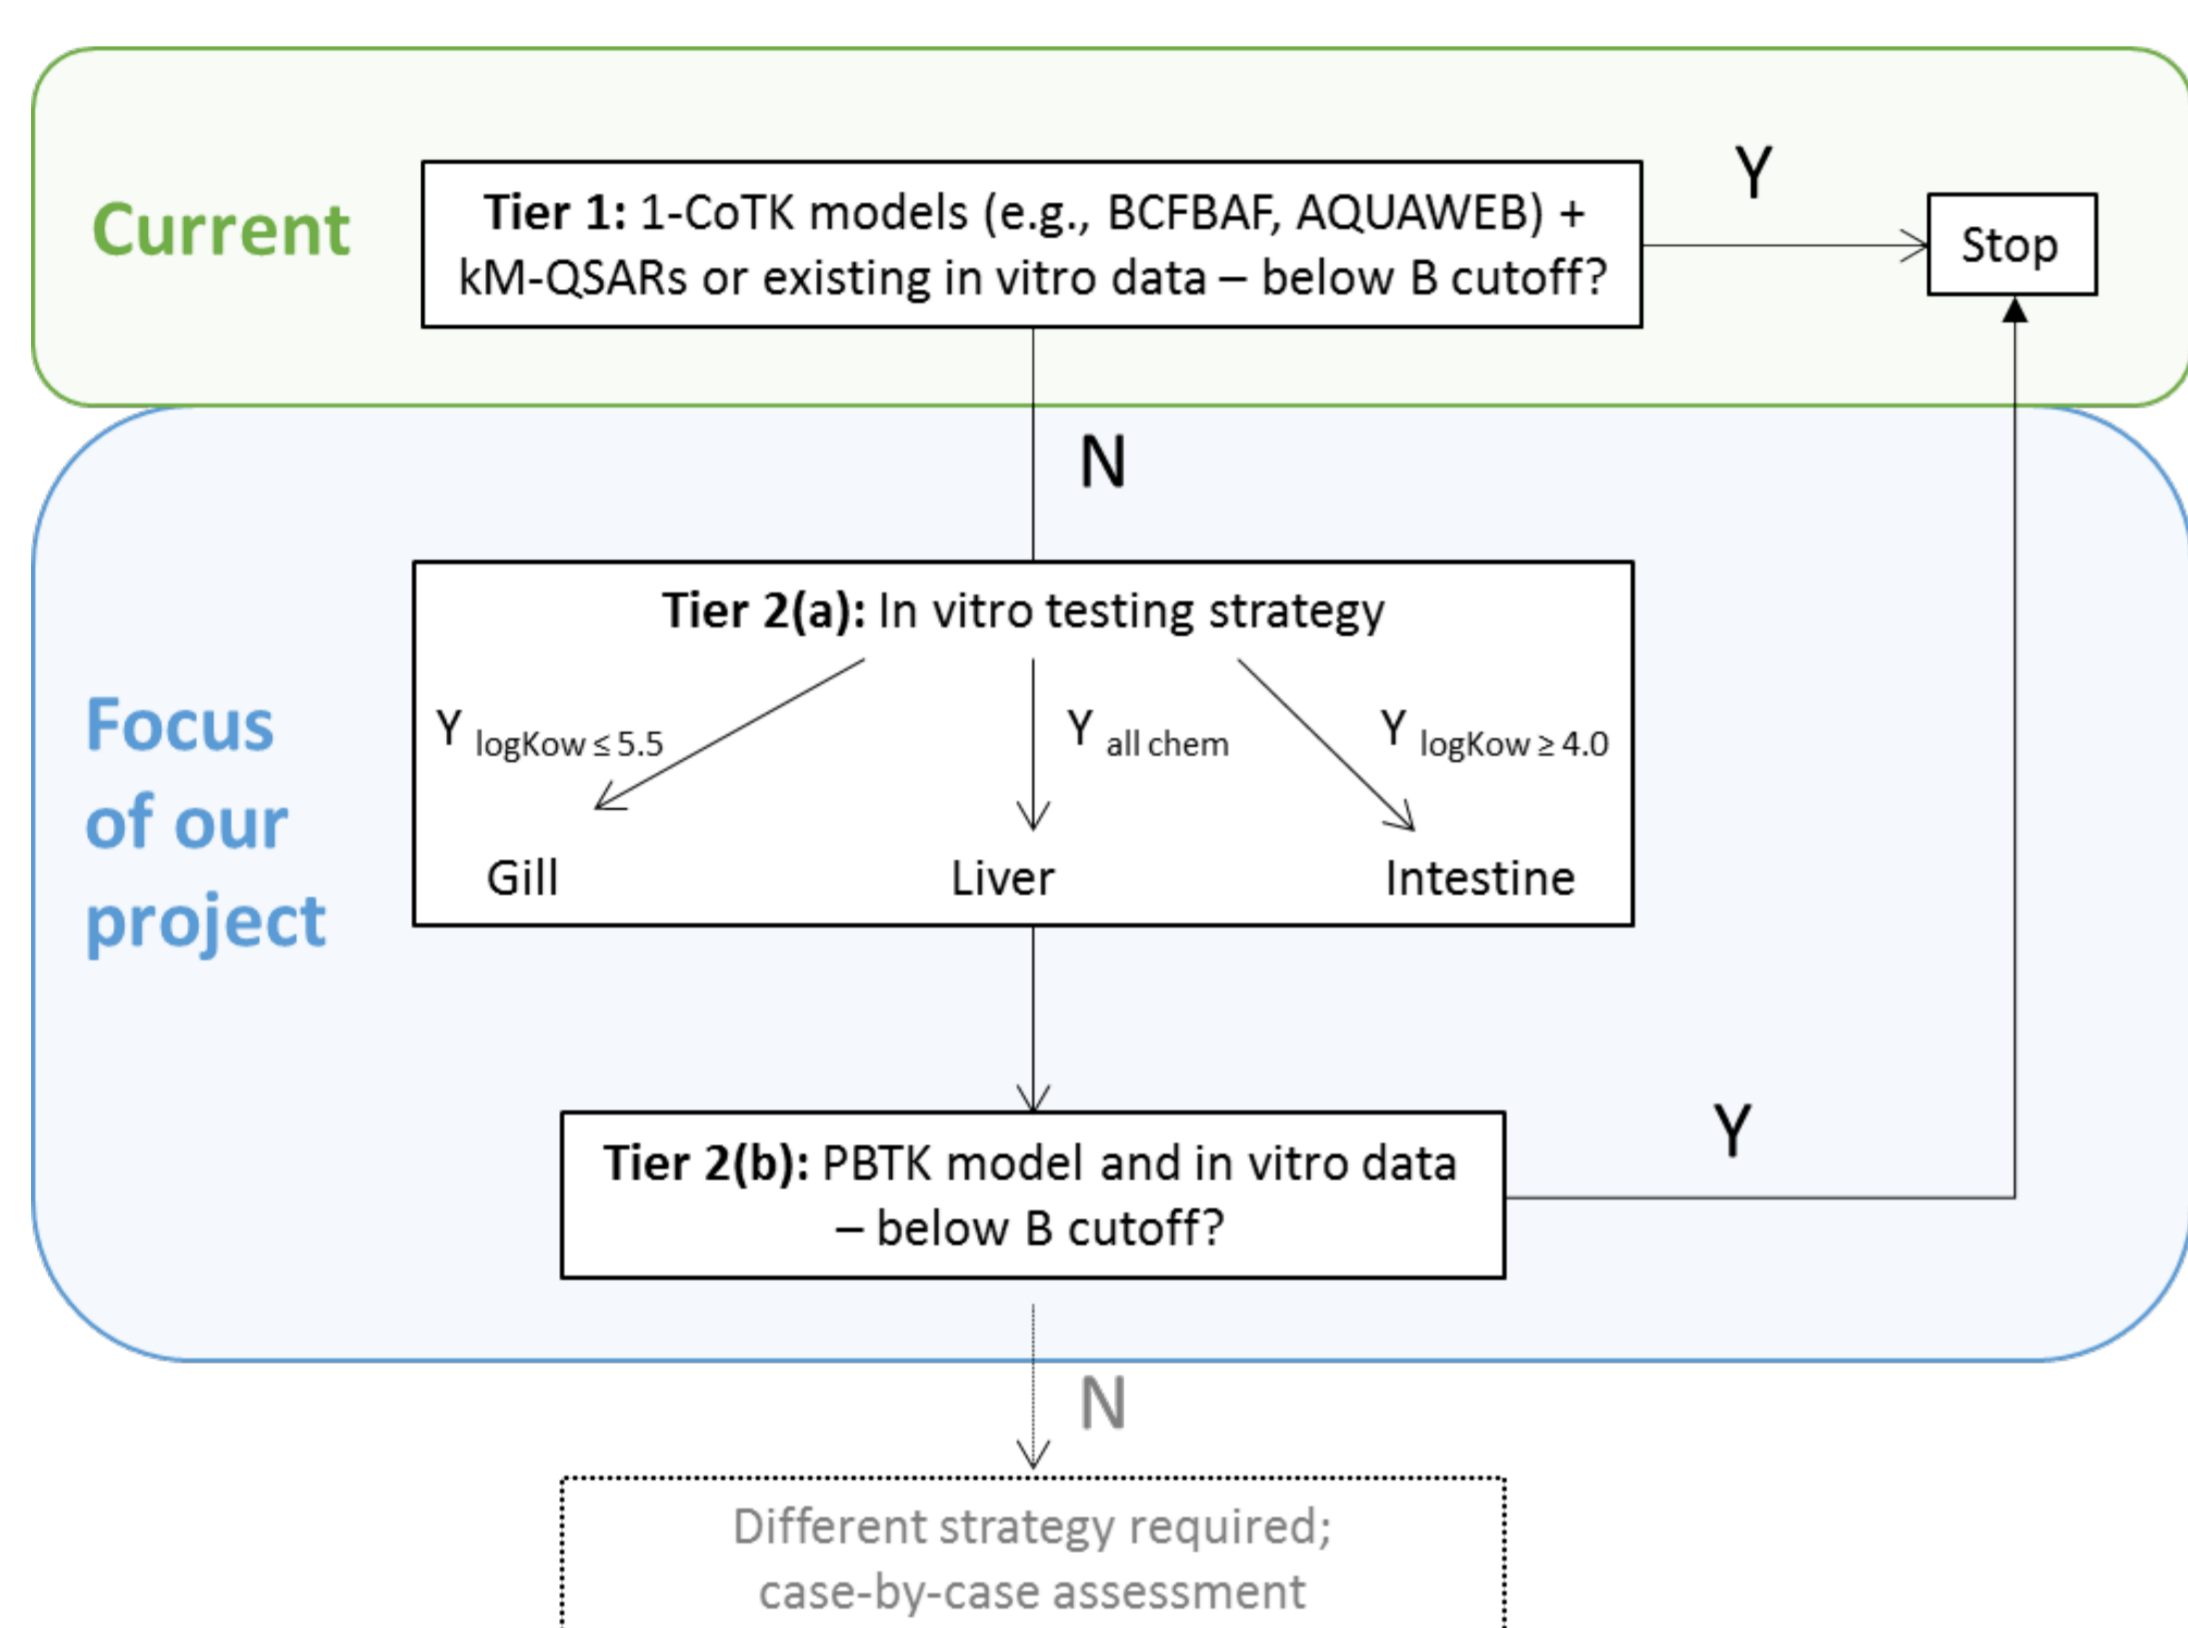 Current
Tier 1: 1-CoTK models (e.g., BCFBAF, AQUAWEB) +
kM-QSARs or existing in vitro data – below B cutoff?
Y
Stop
N
Focus
of our
project
Tier 2(a): In vitro testing strategy
Y logKow ≤ 5.5
Y all chem
Y logKow ≥ 4.0
Gill
Liver
Intestine
Tier 2(b): PBTK model and in vitro data
– below B cutoff?
Y
N
Different strategy required;
case-by-case assessment